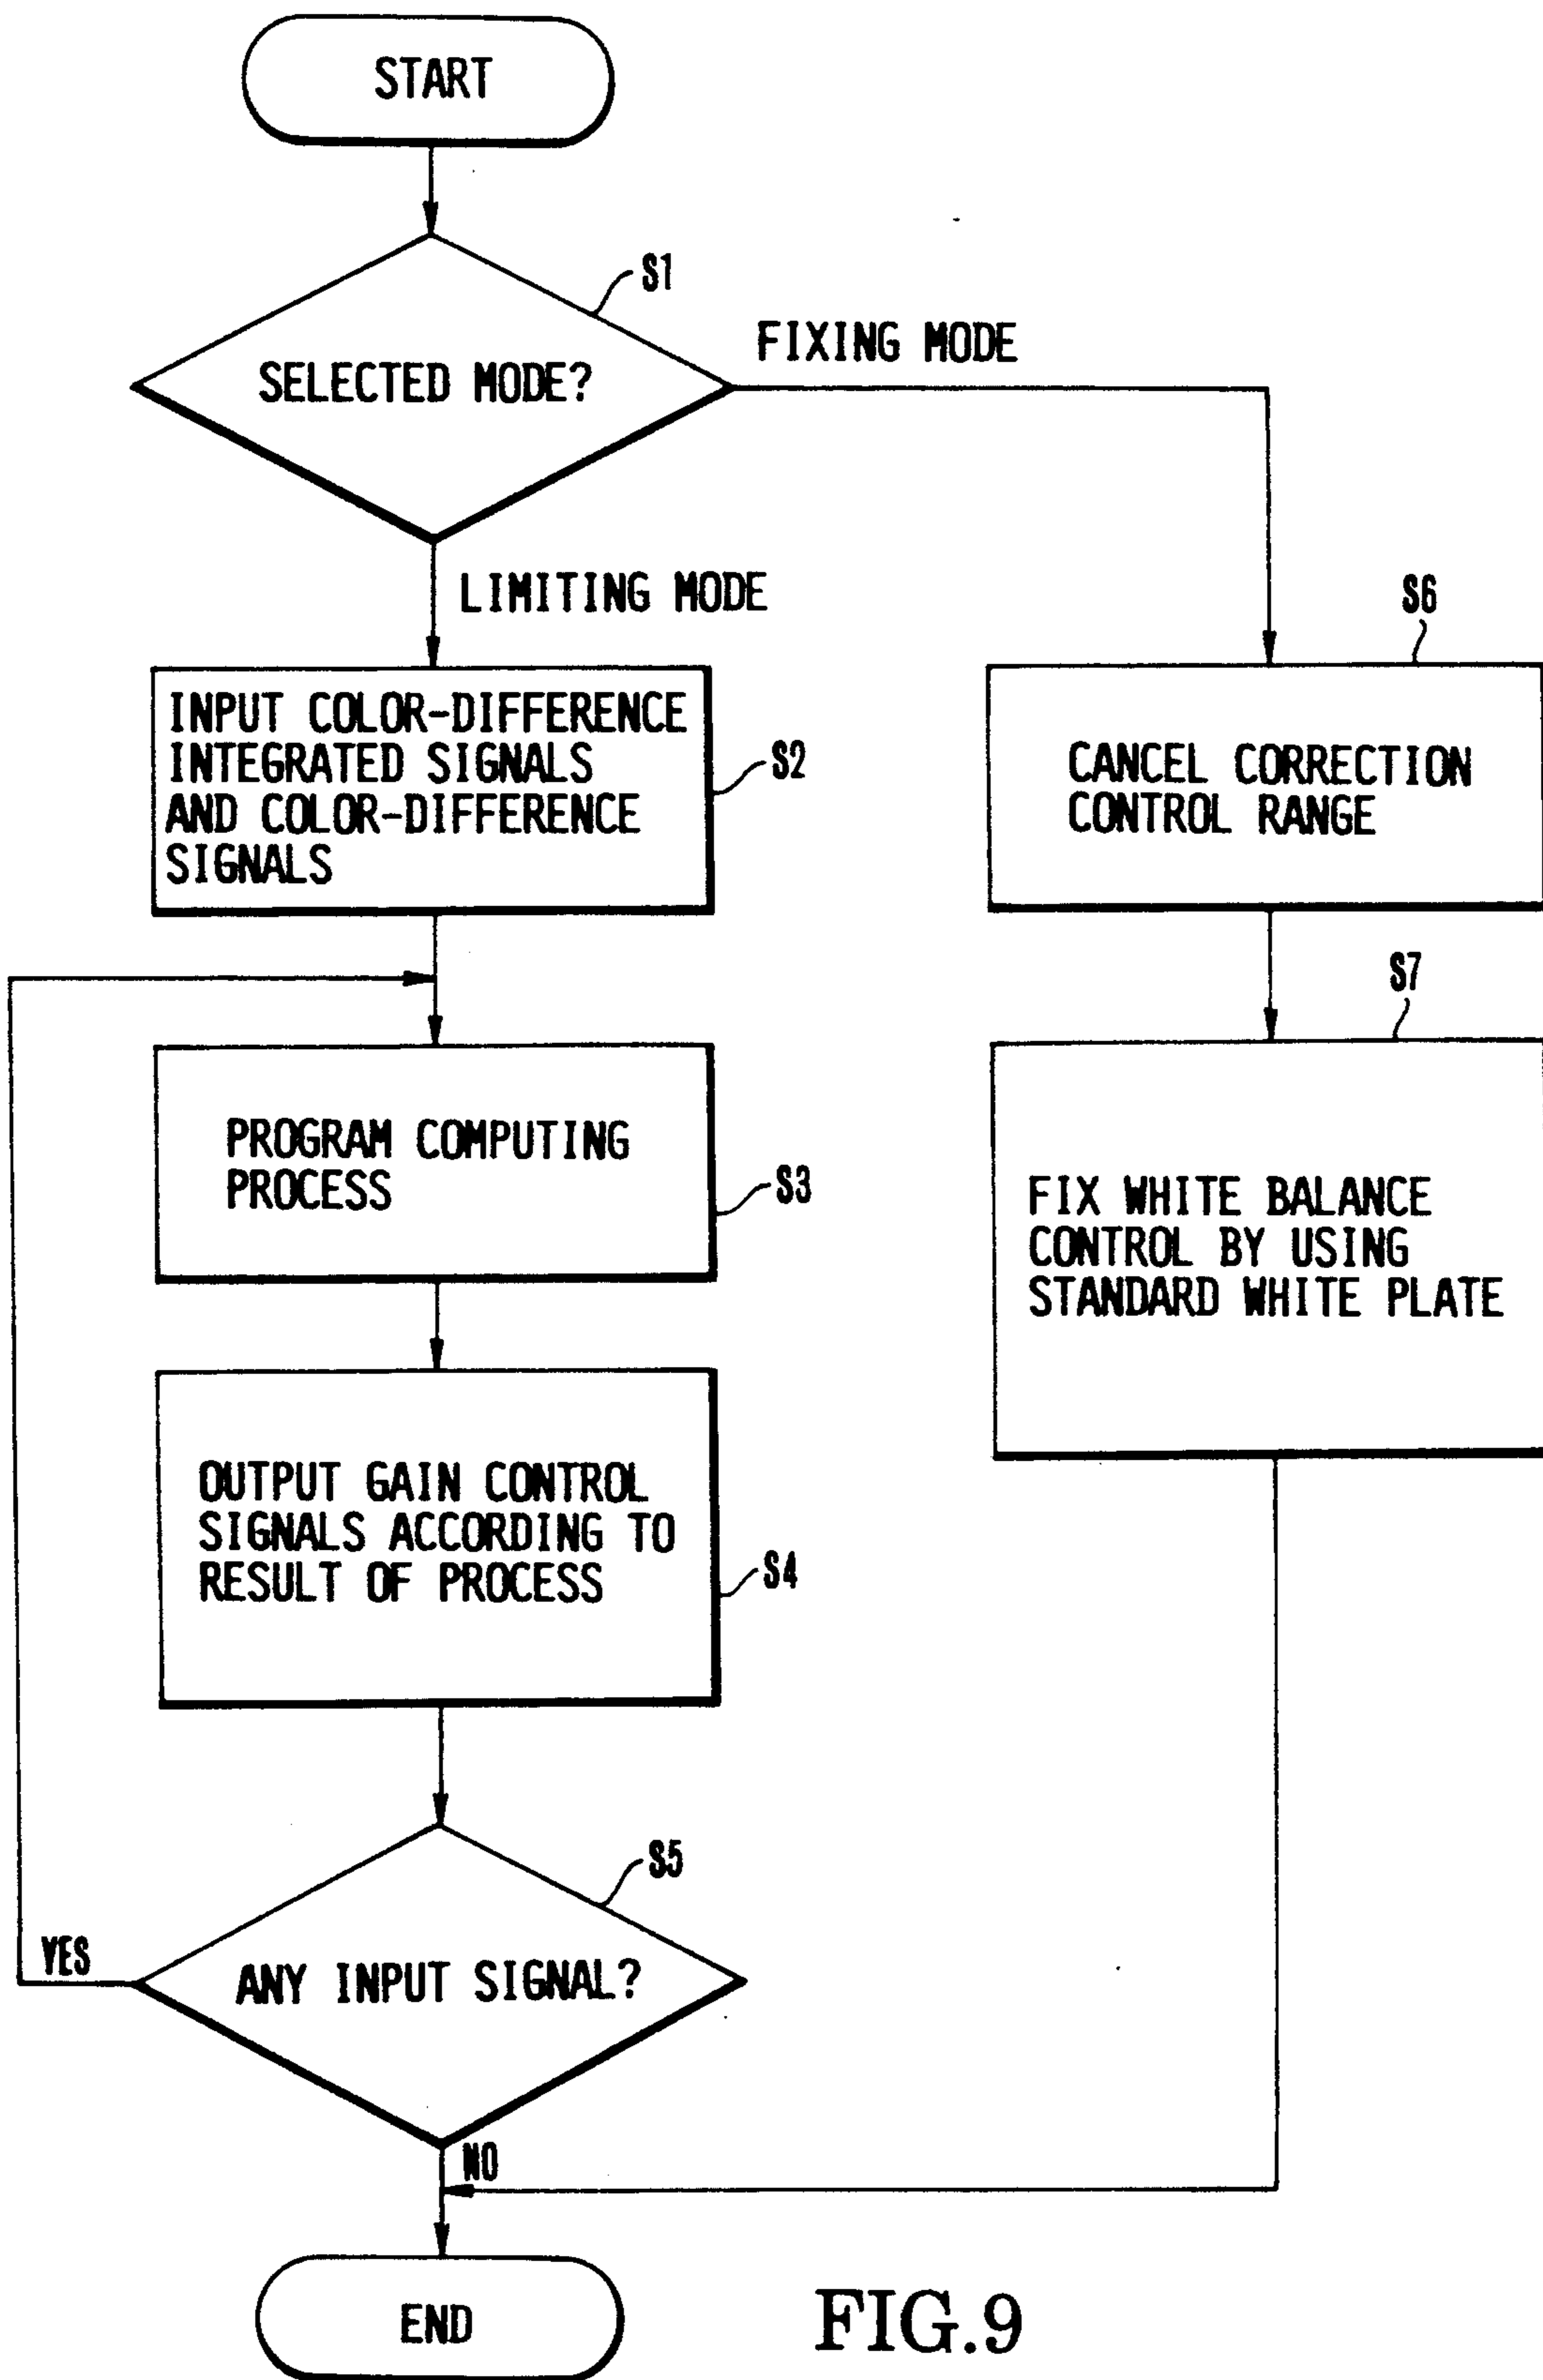 START
S1
SELECTED MODE?
FIXING MODE
LIMITING MODE
INPUT COLOR-DIFFERENCE
INTEGRATED SIGNALS
AND COLOR-DIFFERENCE
SIGNALS
S2
S6
CANCEL CORRECTION
CONTROL RANGE
PROGRAM COMPUTING
PROCESS
S3
S7
FIX WHITE BALANCE
CONTROL BY USING
STANDARD WHITE PLATE
OUTPUT GAIN CONTROL
SIGNALS ACCORDING TO
RESULT OF PROCESS
S4
S5
ANY INPUT SIGNAL?
YES
NO
END
FIG.9